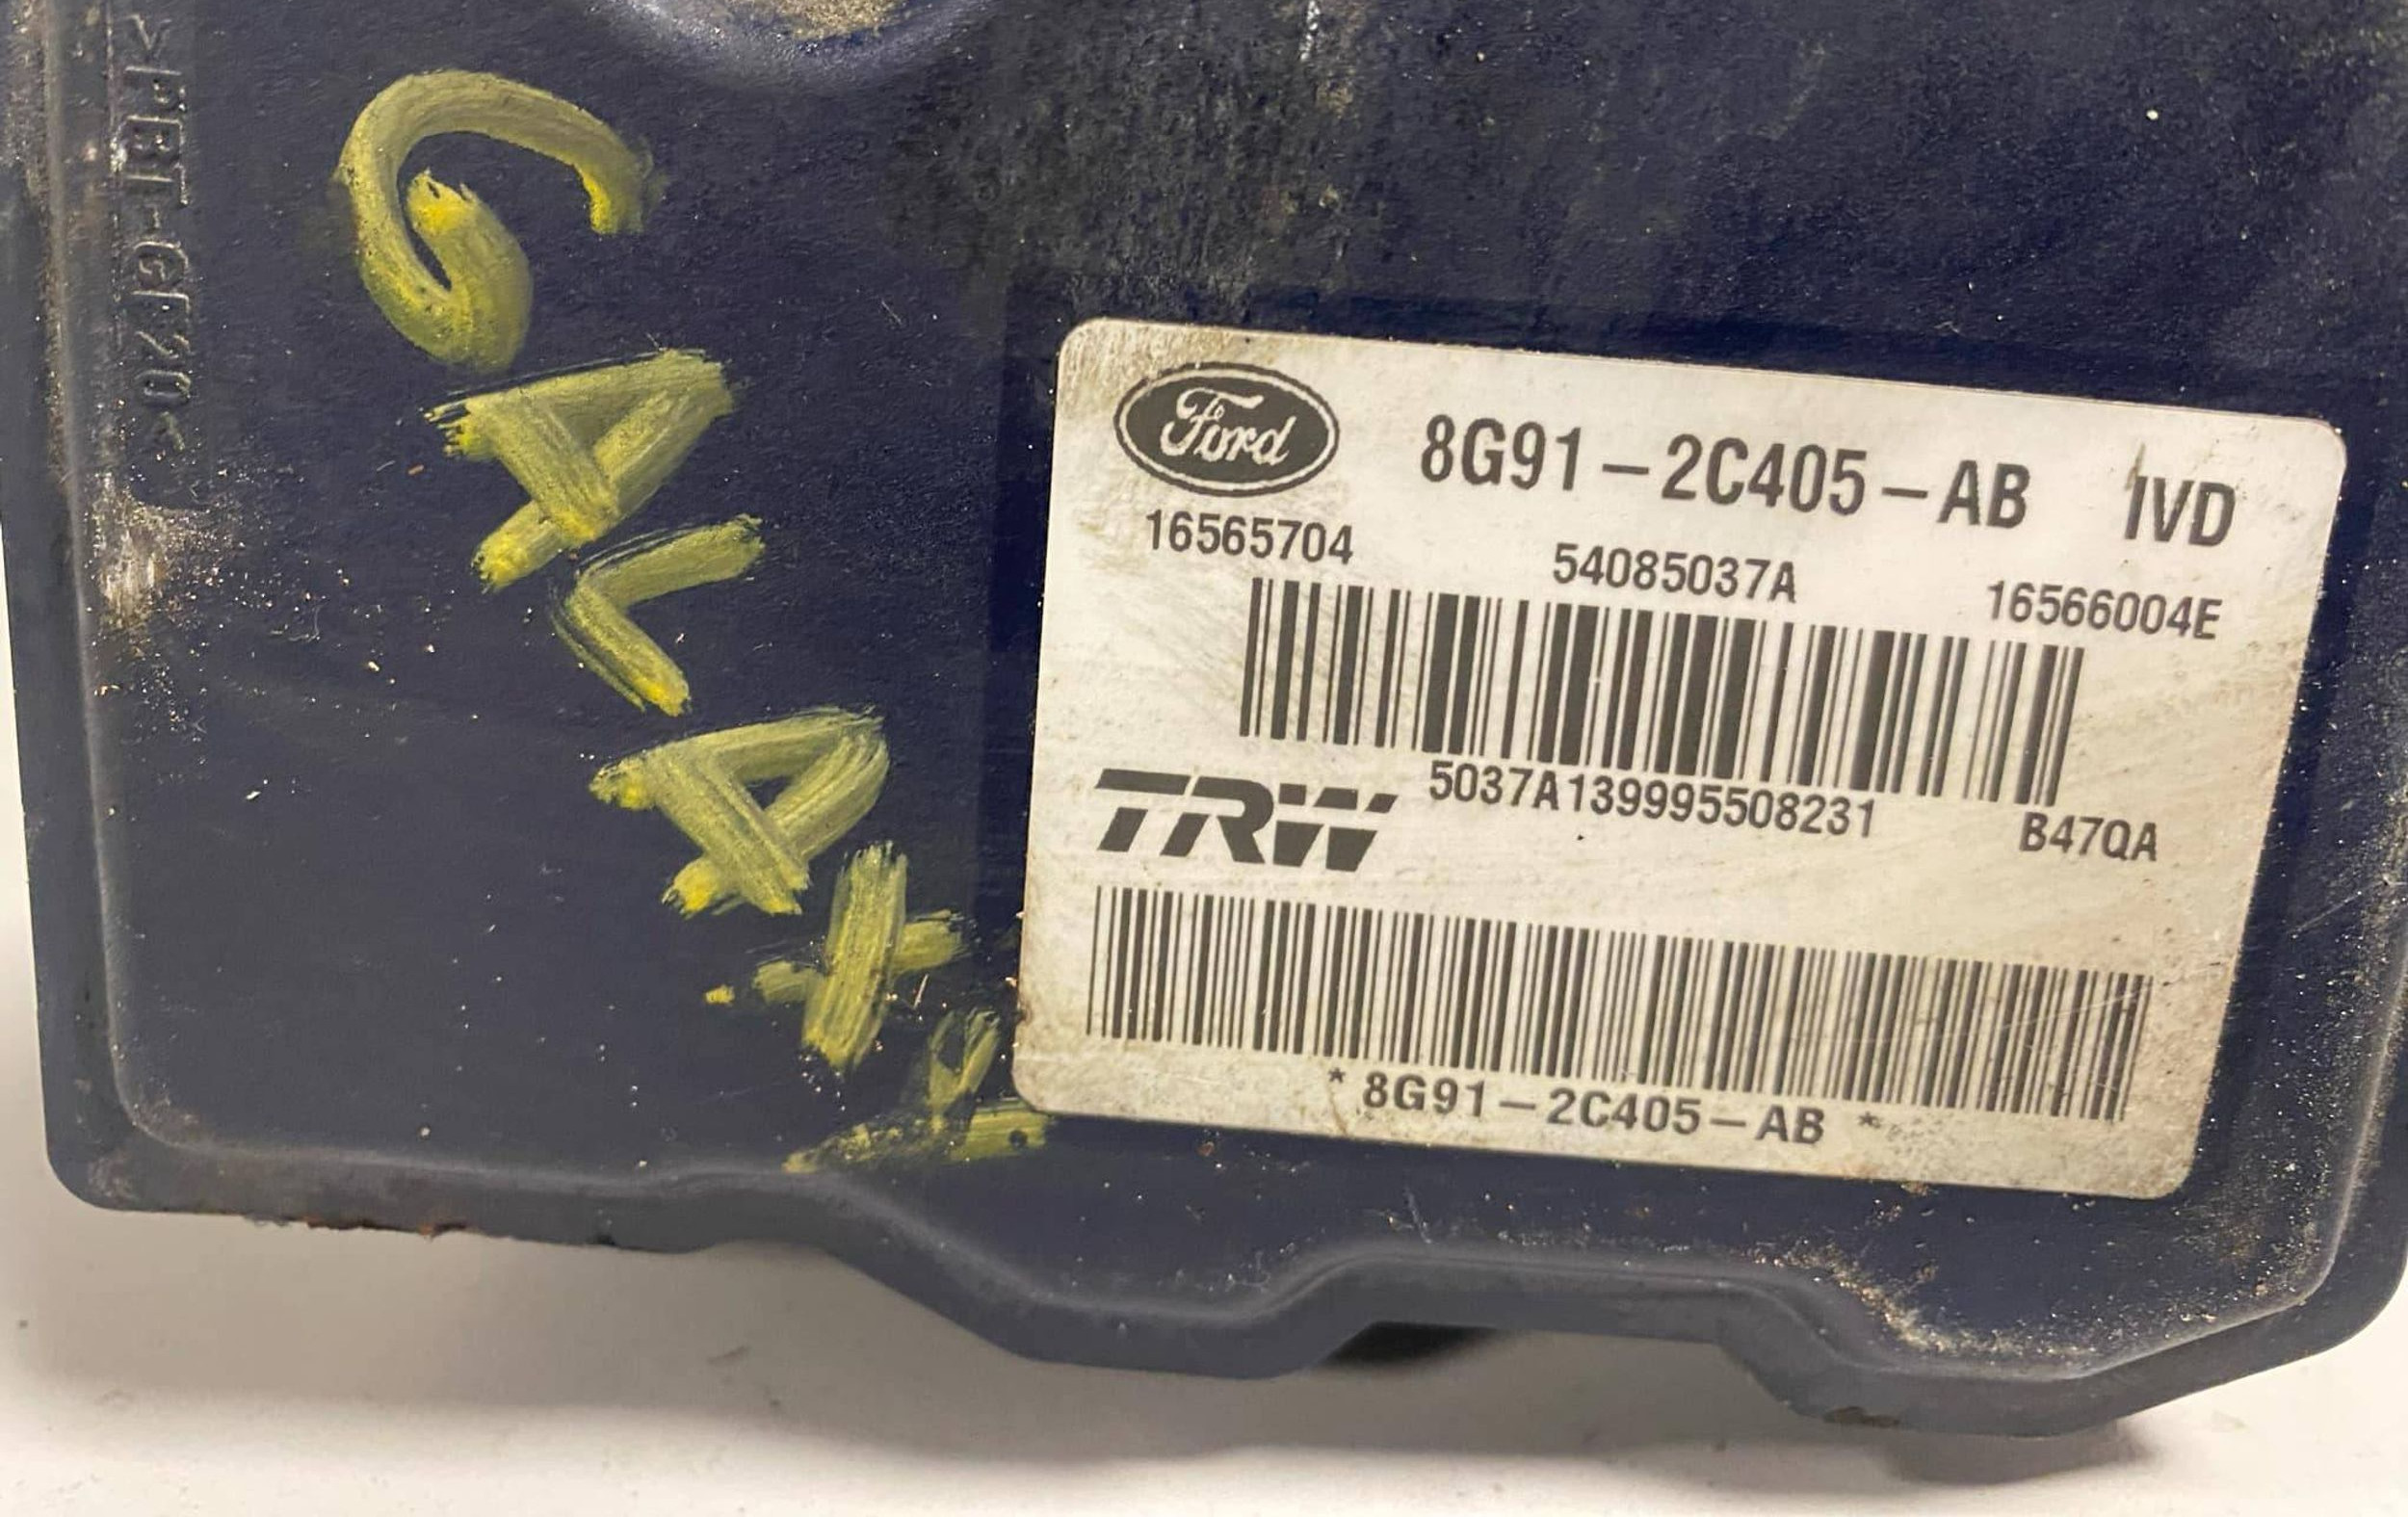 >PBT-GF20<
GALAXY
Ford 8G91-2C405-AB IVD
16565704 54085037A 16566004E
TRW 5037A139995508231 B47QA
*8G91-2C405-AB*